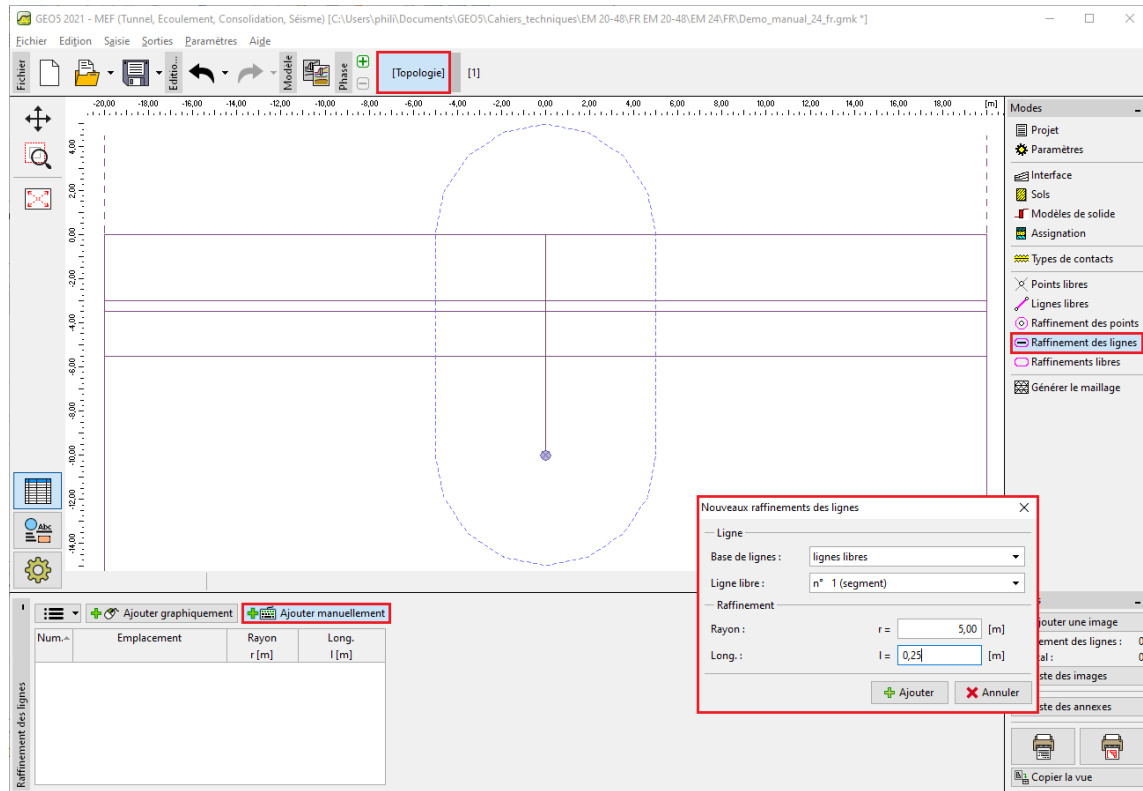 GEO5 2021 - MEF (Tunnel, Ecoulement, Consolidation, Séisme) [C:\Users\phili\Documents\GEO5\Cahiers_techniques\EM 20-48\FR EM 20-48\EM 24\FR\Demo_manual_24_fr.gmk *]
Fichier Edition Saisie Sorties Paramètres Aide
Fichier
Editio...
Modèle
Phase
[Topologie] [1]
-20,00 -18,00 -16,00 -14,00 -12,00 -10,00 -8,00 -6,00 -4,00 -2,00 0,00 2,00 4,00 6,00 8,00 10,00 12,00 14,00 16,00 18,00 [m]
4,00
2,00
0,00
-2,00
-4,00
-6,00
-8,00
-10,00
-12,00
-14,00
Abc
Modes
Projet
Paramètres
Interface
Sols
Modèles de solide
Assignation
Types de contacts
Points libres
Lignes libres
Raffinement des points
Raffinement des lignes
Raffinements libres
Générer le maillage
Nouveaux raffinements des lignes
Ligne
Base de lignes : lignes libres
Ligne libre : n° 1 (segment)
Raffinement
Rayon : r = 5,00 [m]
Long. : l = 0,25 [m]
Ajouter Annuler
Ajouter graphiquement Ajouter manuellement
Num. Emplacement Rayon Long.
r [m] l [m]
Raffinement des lignes
jouter une image
ement des lignes : 0
al : 0
ste des images
ste des annexes
Copier la vue